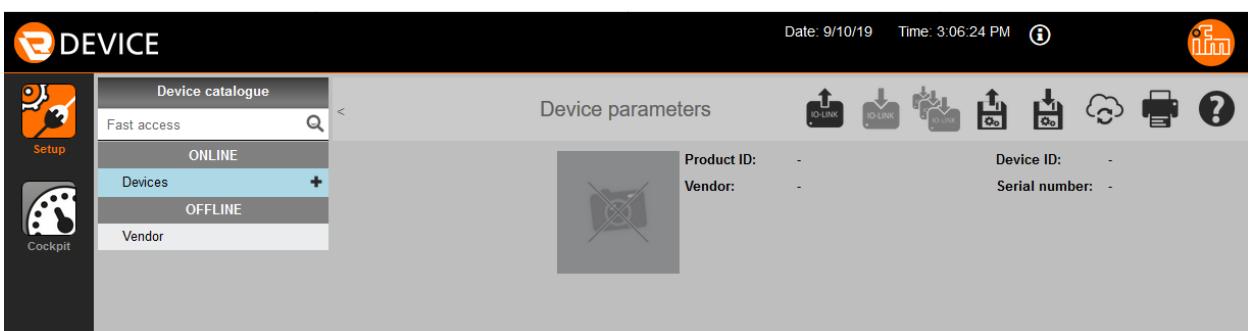 DEVICE
Date: 9/10/19 Time: 3:06:24 PM
ifm
Setup
Cockpit
Device catalogue
Fast access
ONLINE
Devices +
OFFLINE
Vendor
<
Device parameters
IO-LINK
IO-LINK
IO-LINK
?
Product ID: -
Device ID: -
Vendor: -
Serial number: -